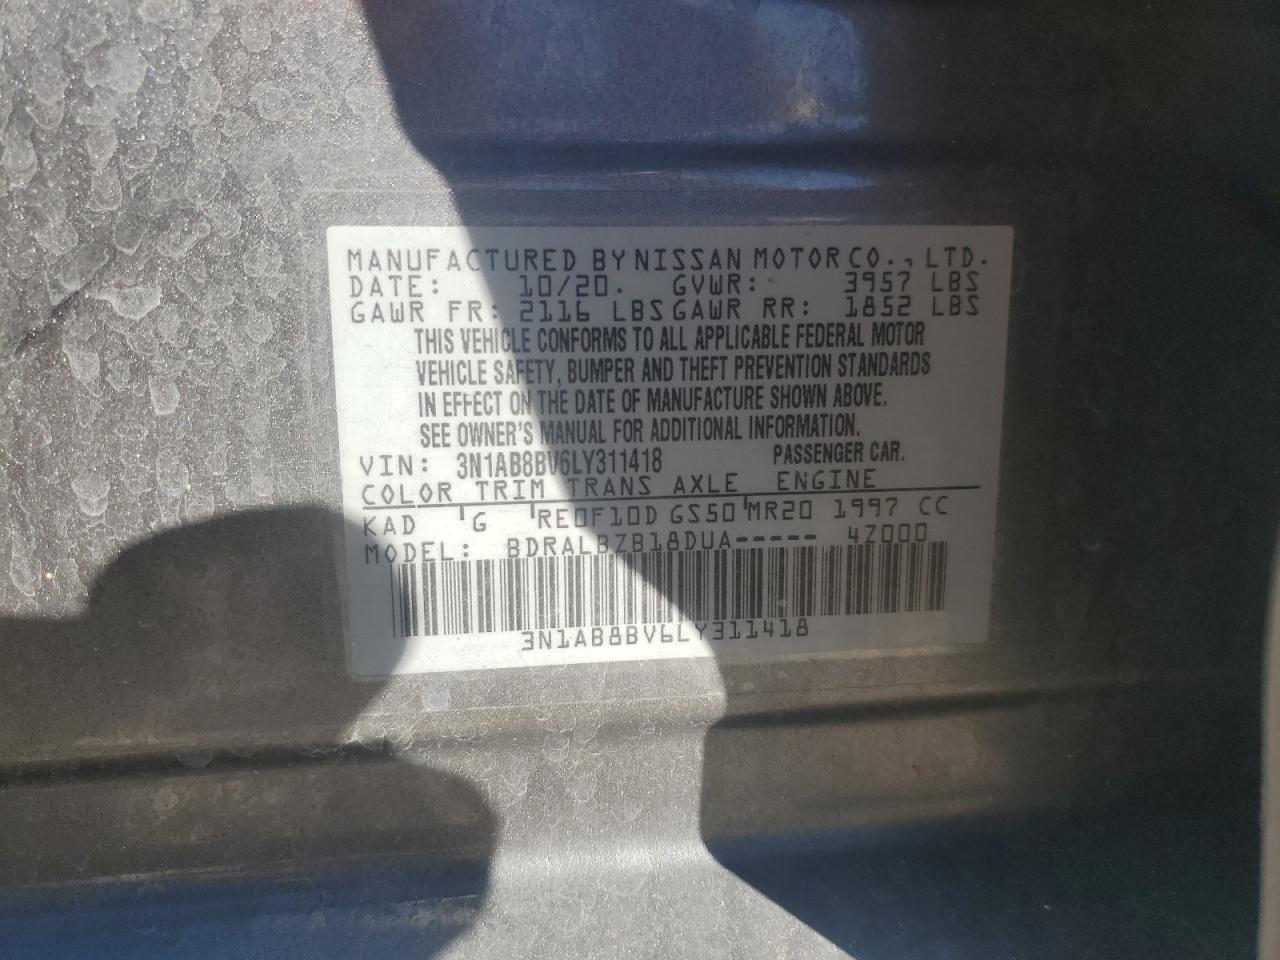 MANUFACTURED BY NISSAN MOTOR CO., LTD.
DATE: 10/20. GVWR: 3957 LBS
GAWR FR: 2116 LBS GAWR RR: 1852 LBS
THIS VEHICLE CONFORMS TO ALL APPLICABLE FEDERAL MOTOR
VEHICLE SAFETY, BUMPER AND THEFT PREVENTION STANDARDS
IN EFFECT ON THE DATE OF MANUFACTURE SHOWN ABOVE.
SEE OWNER'S MANUAL FOR ADDITIONAL INFORMATION.
VIN: 3N1AB8BV6LY311418 PASSENGER CAR.
COLOR TRIM TRANS AXLE ENGINE
KAD G RE0F10D GS50 MR20 1997 CC
MODEL: BDRALBZB18DUA----- 47000
3N1AB8BV6LY311418